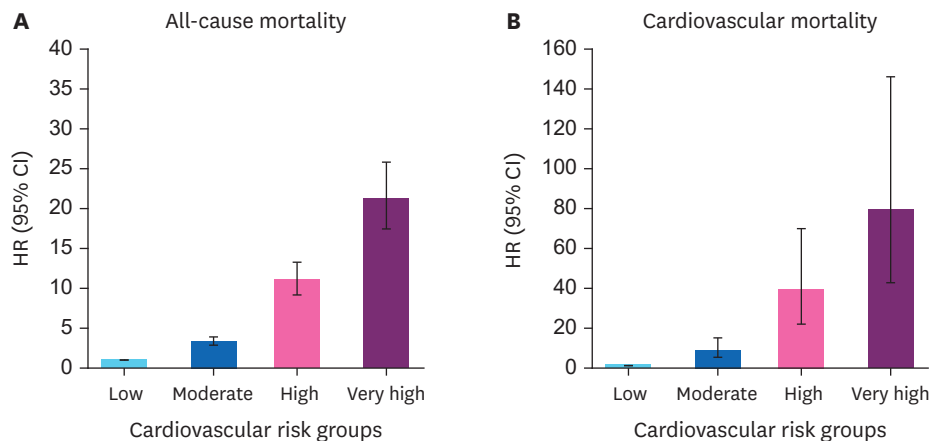 A All-cause mortality
40
35
30
25
20
15
10
5
0
HR (95% CI)
Low Moderate High Very high
Cardiovascular risk groups
B Cardiovascular mortality
160
140
120
100
80
60
40
20
0
HR (95% CI)
Low Moderate High Very high
Cardiovascular risk groups